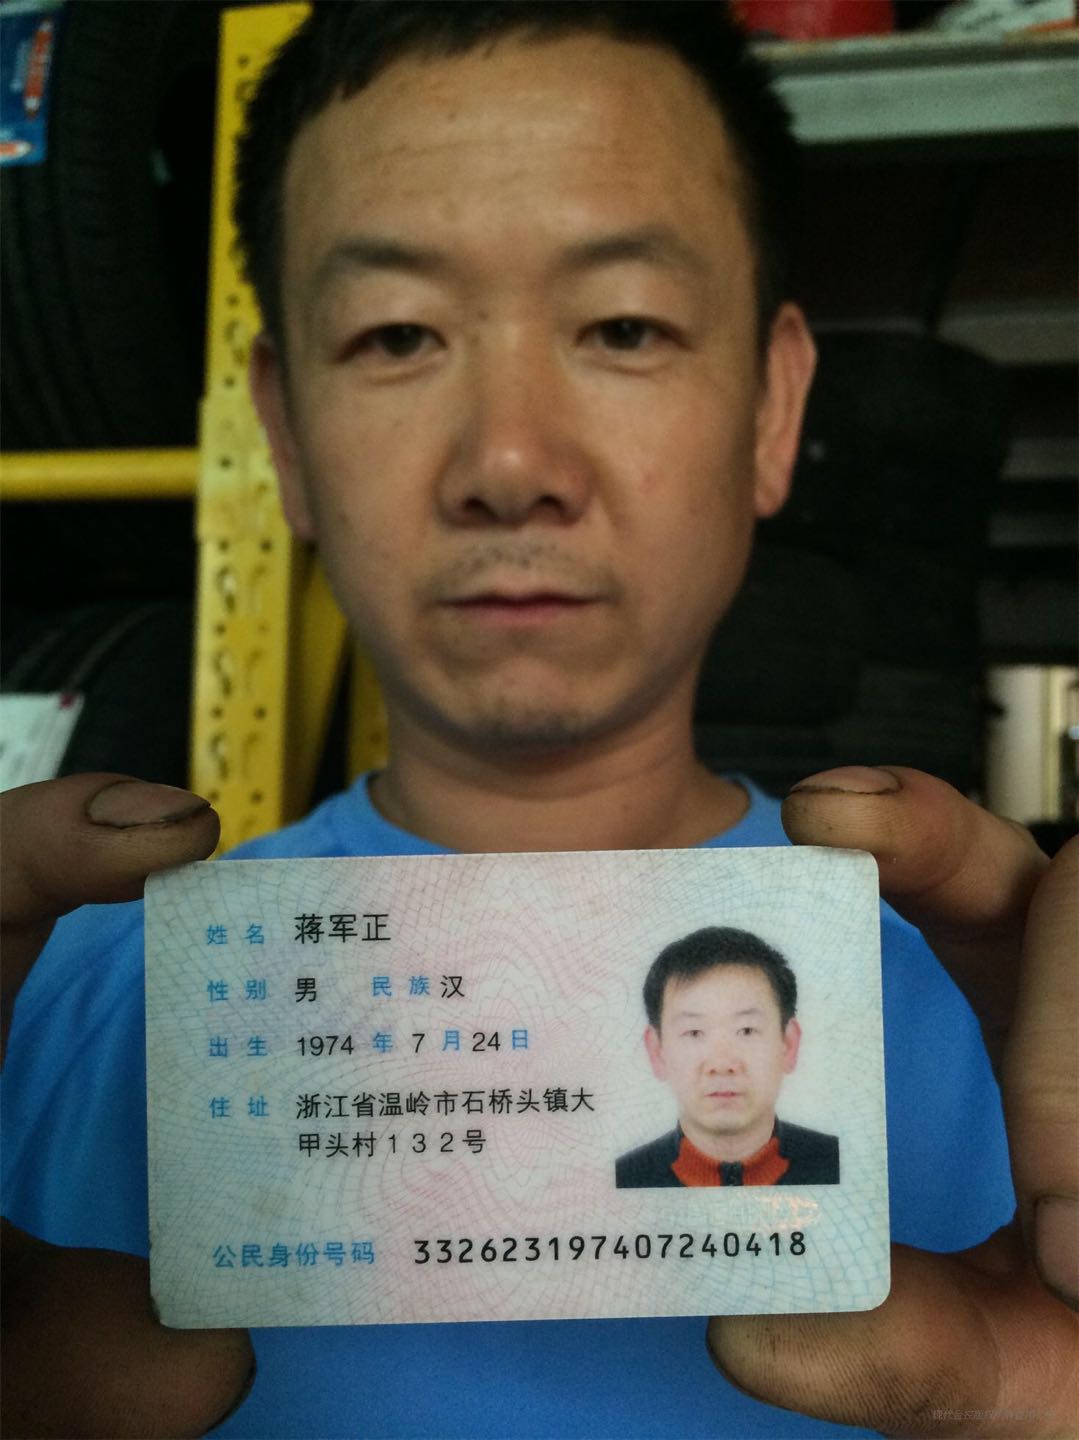 姓名 蒋军正
性别 男 民族 汉
出生 1974 年 7 月 24 日
住址 浙江省温岭市石桥头镇大
甲头村132号
公民身份号码 332623197407240418